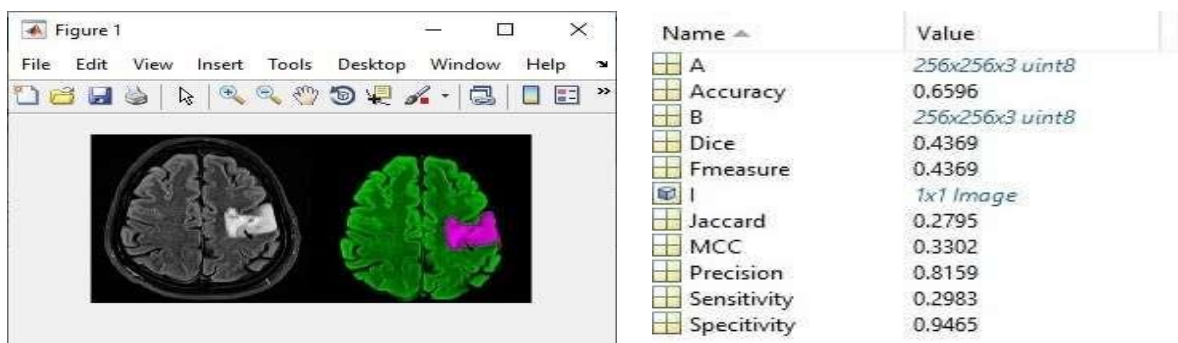 Figure 1
File Edit View Insert Tools Desktop Window Help
Name Value
A 256x256x3 uint8
Accuracy 0.6596
B 256x256x3 uint8
Dice 0.4369
Fmeasure 0.4369
I 1x1 Image
Jaccard 0.2795
MCC 0.3302
Precision 0.8159
Sensitivity 0.2983
Specitivity 0.9465